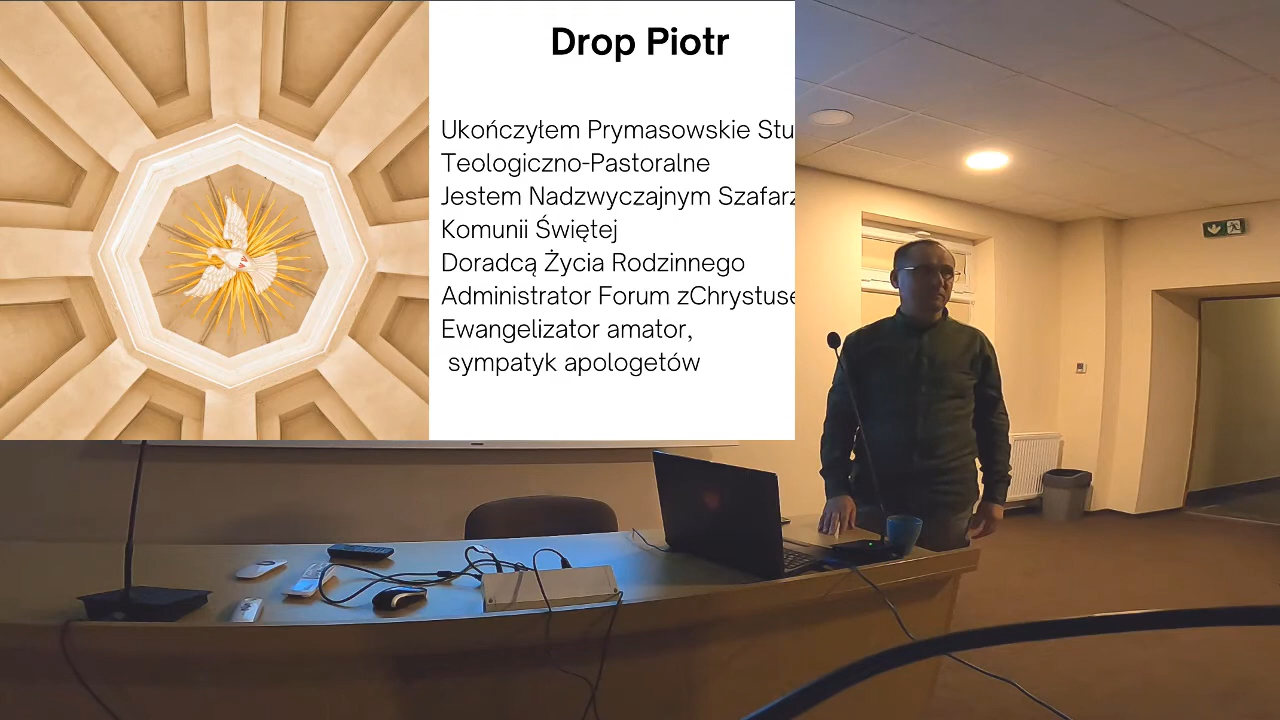 Drop Piotr
Ukończyłem Prymasowskie Stu
Teologiczno-Pastoralne
Jestem Nadzwyczajnym Szafarz
Komunii Świętej
Doradcą Życia Rodzinnego
Administrator Forum zChrystuse
Ewangelizator amator,
sympatyk apologetów